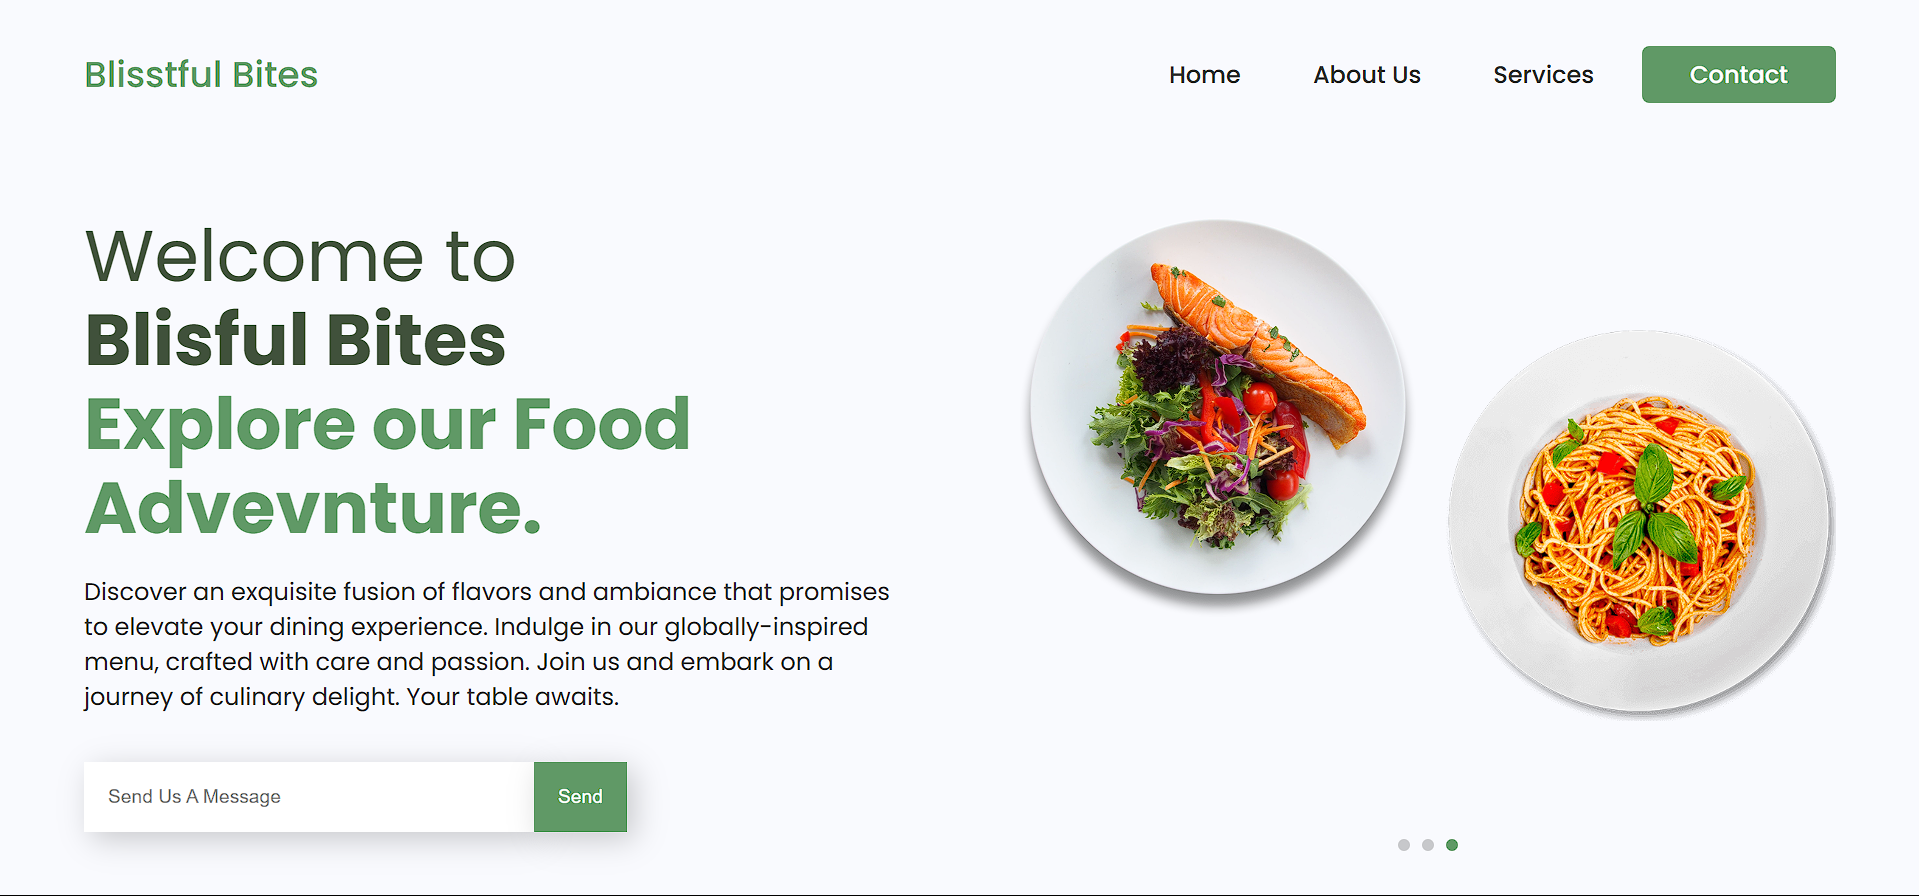 Blisstful Bites
Home
About Us
Services
Contact
Welcome to
Blisful Bites
Explore our Food
Advevnture.
Discover an exquisite fusion of flavors and ambiance that promises
to elevate your dining experience. Indulge in our globally-inspired
menu, crafted with care and passion. Join us and embark on a
journey of culinary delight. Your table awaits.
Send Us A Message
Send